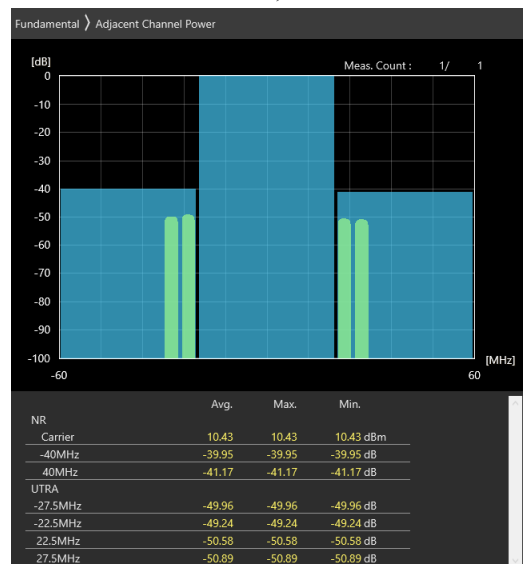 Fundamental 〉 Adjacent Channel Power
[dB]
Meas. Count : 1/ 1
0
-10
-20
-30
-40
-50
-60
-70
-80
-90
-100
[MHz]
-60 60
Avg. Max. Min.
NR
Carrier 10.43 10.43 10.43 dBm
-40MHz -39.95 -39.95 -39.95 dB
40MHz -41.17 -41.17 -41.17 dB
UTRA
-27.5MHz -49.96 -49.96 -49.96 dB
-22.5MHz -49.24 -49.24 -49.24 dB
22.5MHz -50.58 -50.58 -50.58 dB
27.5MHz -50.89 -50.89 -50.89 dB